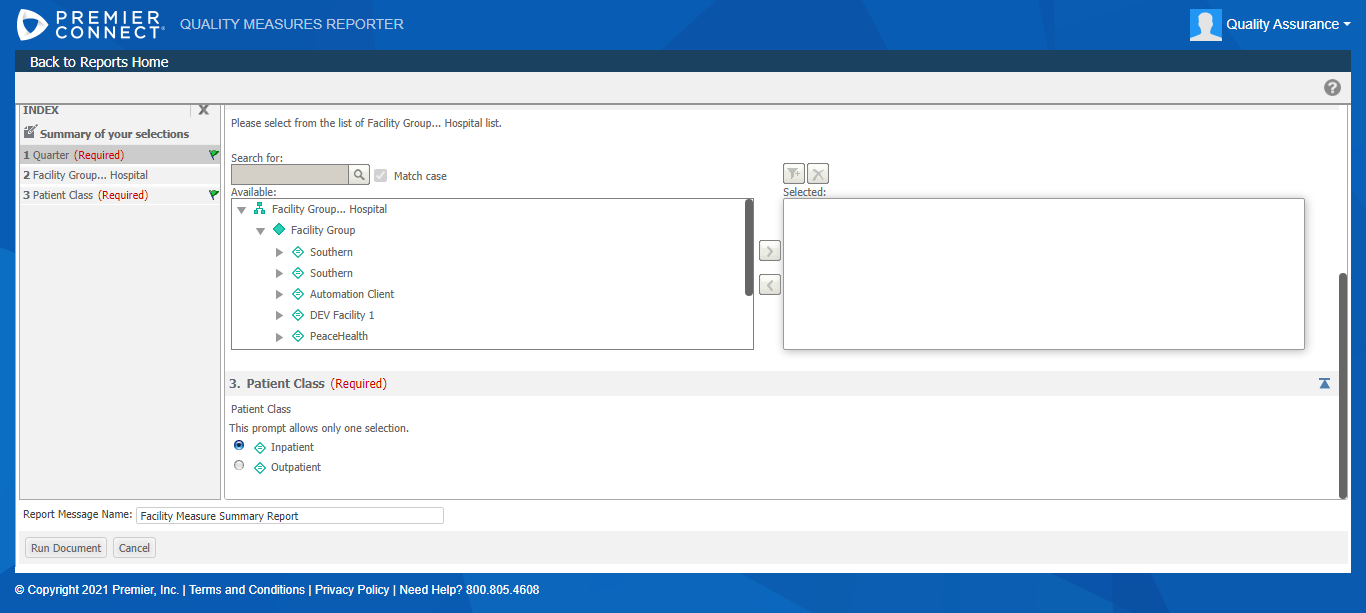 PREMIER
CONNECT
QUALITY MEASURES REPORTER
Quality Assurance
Back to Reports Home
INDEX
Summary of your selections
1 Quarter (Required)
2 Facility Group... Hospital
3 Patient Class (Required)
Please select from the list of Facility Group... Hospital list.
Search for:
Match case
Available:
Selected:
Facility Group... Hospital
Facility Group
Southern
Southern
Automation Client
DEV Facility 1
PeaceHealth
3. Patient Class (Required)
Patient Class
This prompt allows only one selection.
Inpatient
Outpatient
Report Message Name: Facility Measure Summary Report
Run Document Cancel
© Copyright 2021 Premier, Inc. | Terms and Conditions | Privacy Policy | Need Help? 800.805.4608